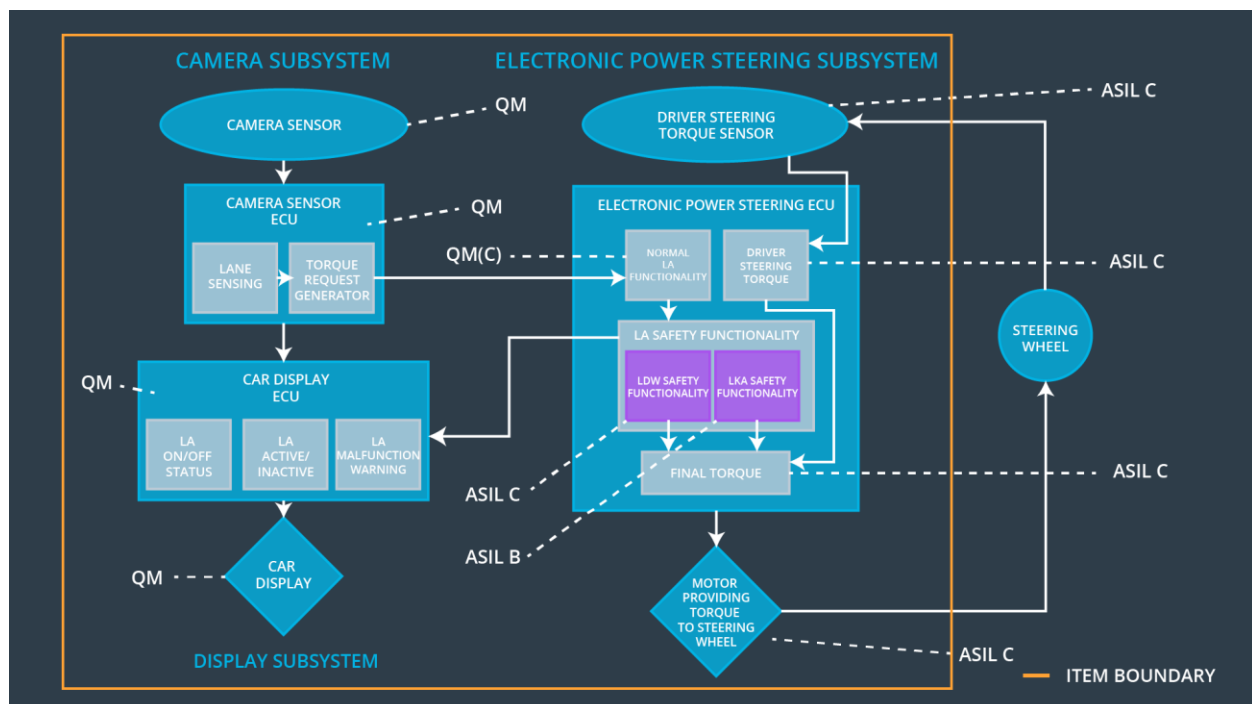 CAMERA SUBSYSTEM
ELECTRONIC POWER STEERING SUBSYSTEM
CAMERA SENSOR
QM
DRIVER STEERING
TORQUE SENSOR
ASIL C
CAMERA SENSOR
ECU
QM
LANE
SENSING
TORQUE
REQUEST
GENERATOR
ELECTRONIC POWER STEERING ECU
QM(C)
NORMAL
LA
FUNCTIONALITY
DRIVER
STEERING
TORQUE
ASIL C
LA SAFETY FUNCTIONALITY
LDW SAFETY
FUNCTIONALITY
LKA SAFETY
FUNCTIONALITY
STEERING
WHEEL
QM
CAR DISPLAY
ECU
LA
ON/OFF
STATUS
LA
ACTIVE/
INACTIVE
LA
MALFUNCTION
WARNING
FINAL TORQUE
ASIL C
ASIL C
ASIL B
QM
CAR
DISPLAY
MOTOR
PROVIDING
TORQUE
TO STEERING
WHEEL
ASIL C
DISPLAY SUBSYSTEM
ITEM BOUNDARY